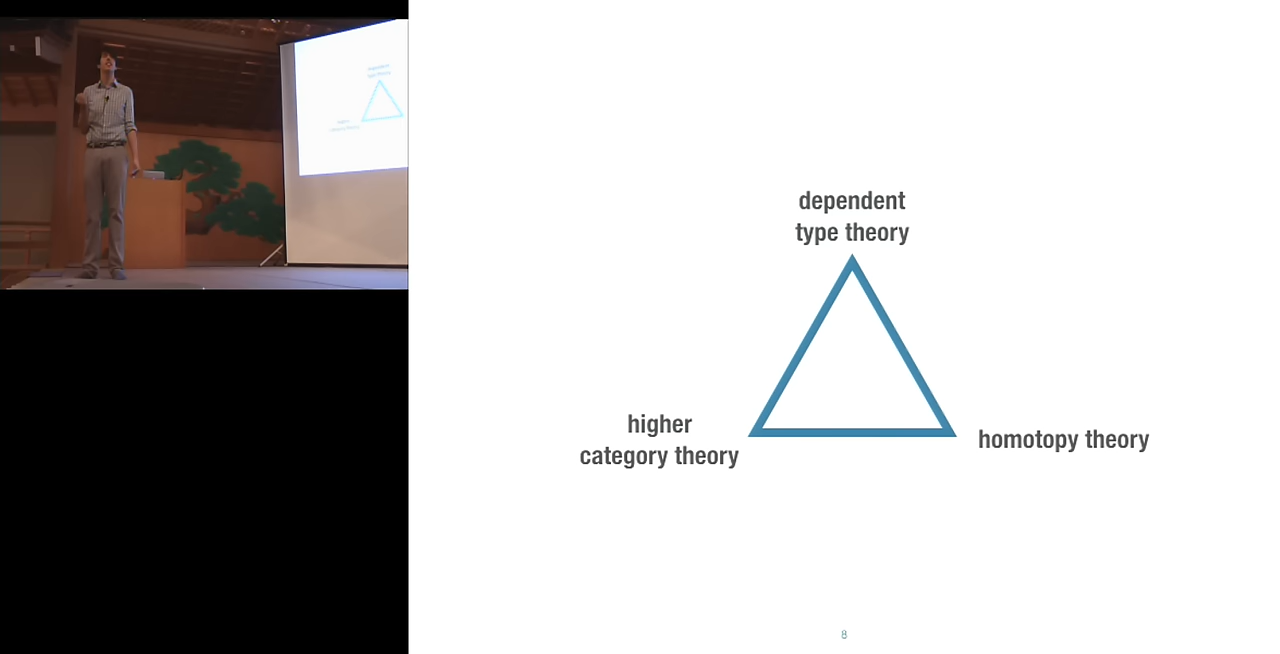 dependent
type theory
higher
category theory
homotopy theory
8